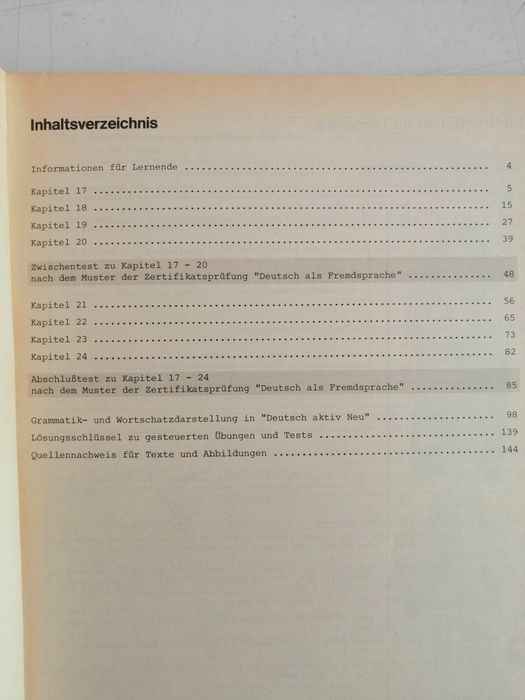 Inhaltsverzeichnis
Informationen für Lernende ........................................ 4
Kapitel 17 ........................................................ 5
Kapitel 18 ........................................................ 15
Kapitel 19 ........................................................ 27
Kapitel 20 ........................................................ 39
Zwischentest zu Kapitel 17 - 20
nach dem Muster der Zertifikatsprüfung "Deutsch als Fremdsprache" .............. 48
Kapitel 21 ........................................................ 56
Kapitel 22 ........................................................ 65
Kapitel 23 ........................................................ 73
Kapitel 24 ........................................................ 82
Abschlußtest zu Kapitel 17 - 24
nach dem Muster der Zertifikatsprüfung "Deutsch als Fremdsprache" .............. 85
Grammatik- und Wortschatzdarstellung in "Deutsch aktiv Neu" ................... 98
Lösungsschlüssel zu gesteuerten Übungen und Tests ............................. 139
Quellennachweis für Texte und Abbildungen ..................................... 144